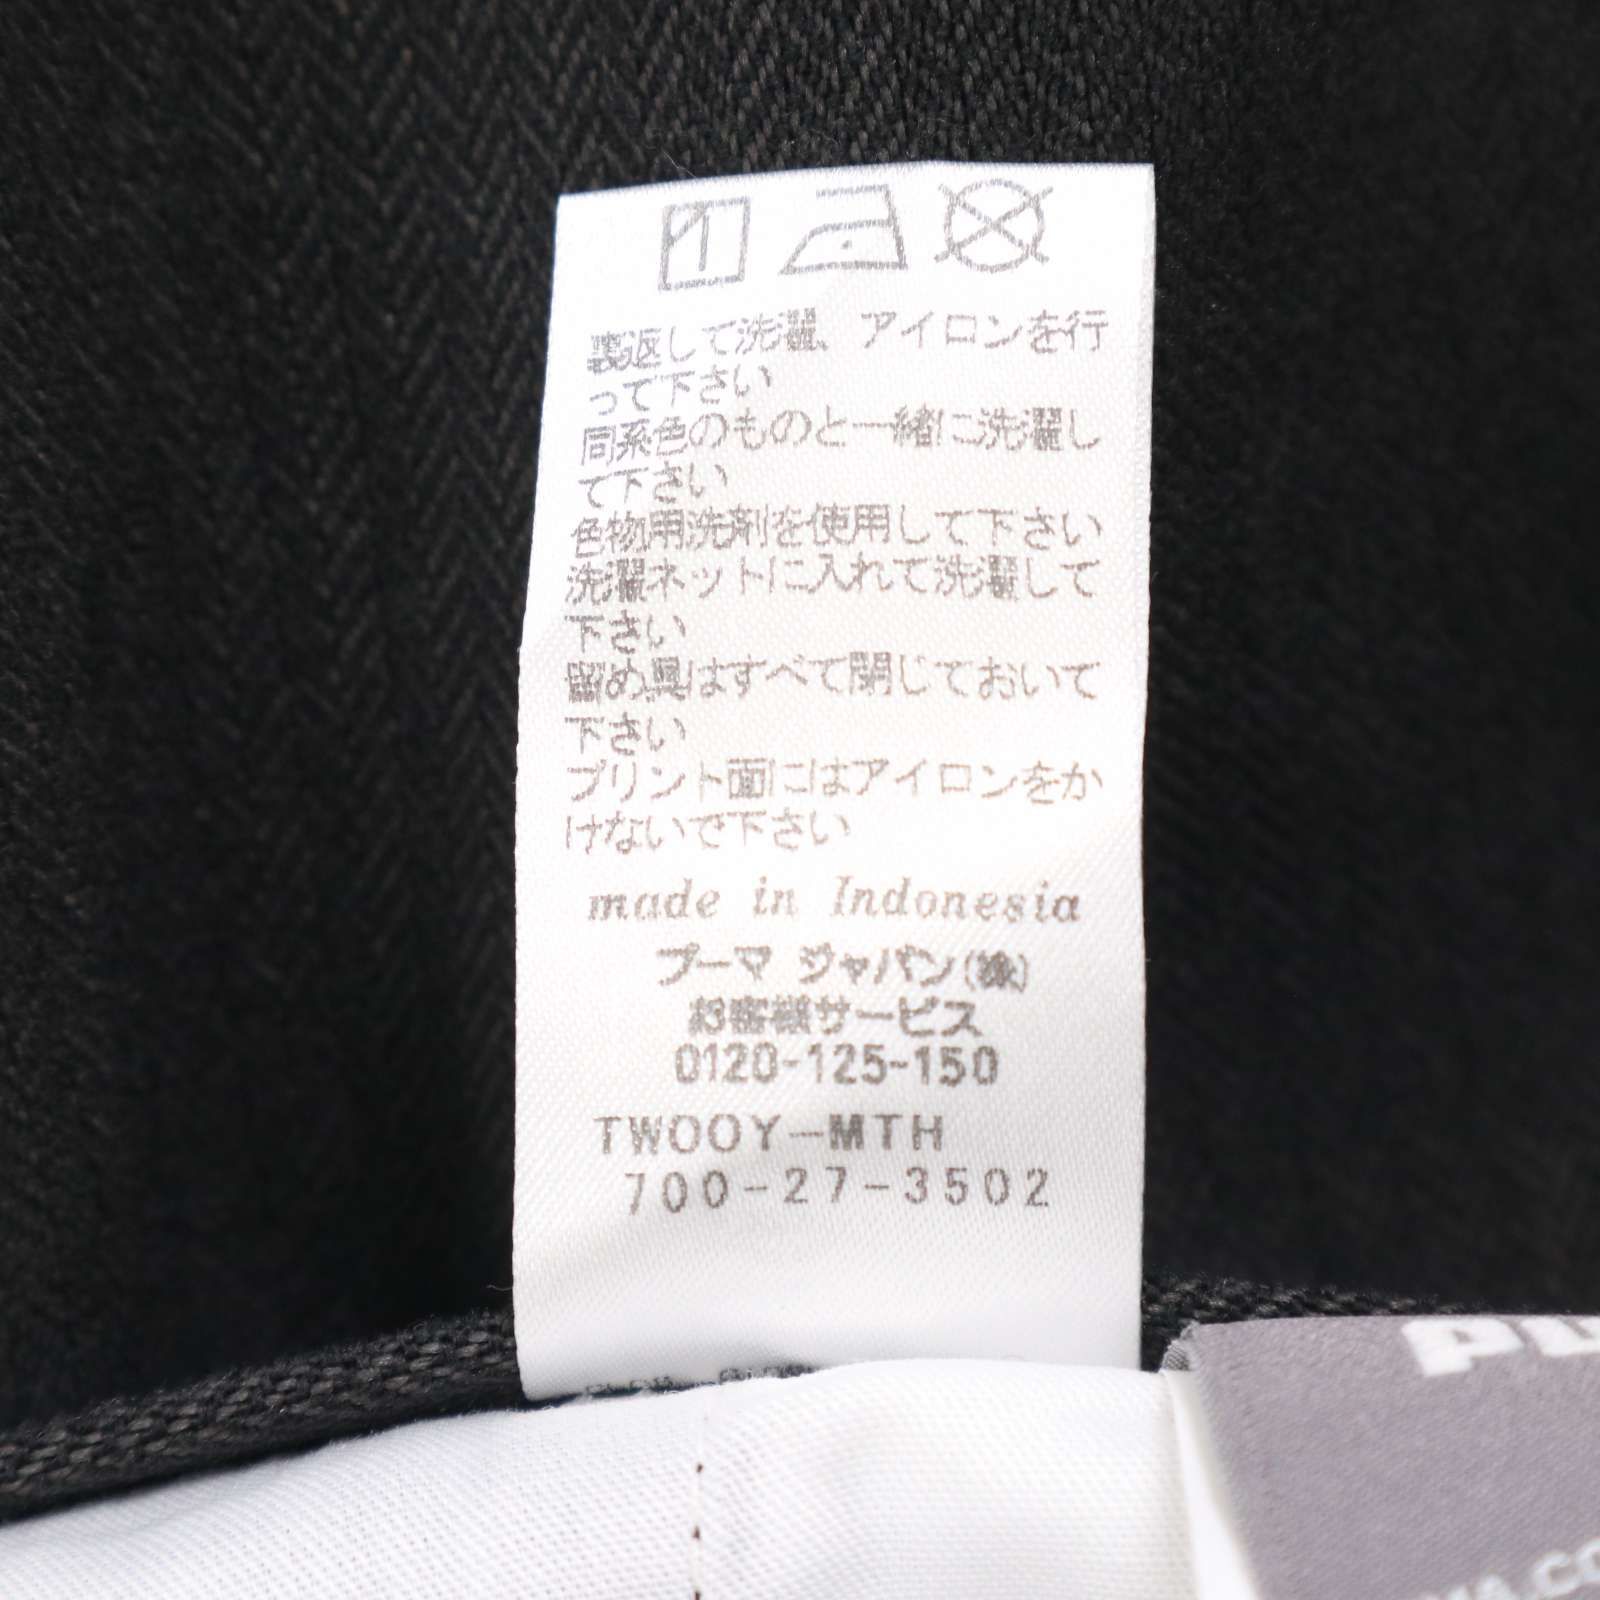 裏返して洗濯、アイロンを行
って下さい
同系色のものと一緒に洗濯し
て下さい
色物用洗剤を使用して下さい
洗濯ネットに入れて洗濯して
下さい
留め具はすべて閉じておいて
下さい
プリント面にはアイロンをか
けないで下さい
made in Indonesia
プーマ ジャパン(株)
お客様サービス
0120-125-150
TWOOY-MTH
700-27-3502